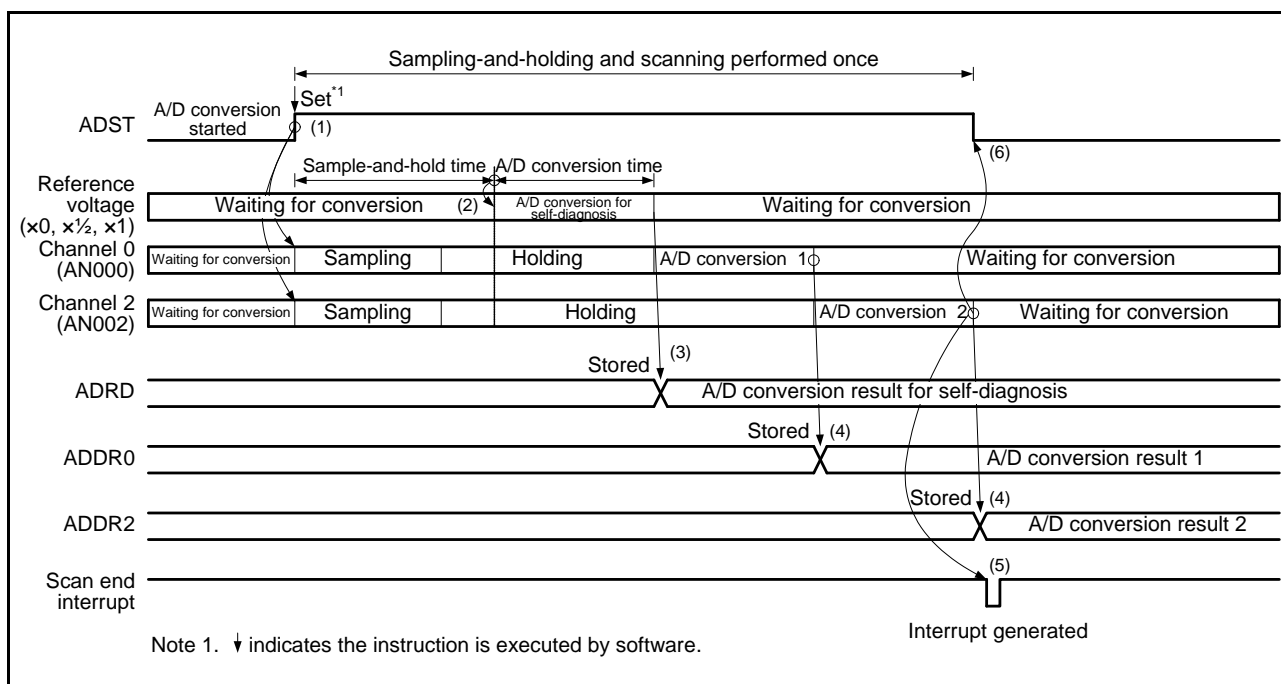 Sampling-and-holding and scanning performed once
A/D conversion started
Set*1
ADST
(1)
(6)
Sample-and-hold time
A/D conversion time
Reference voltage (×0, ×½, ×1)
Waiting for conversion
(2)
A/D conversion for self-diagnosis
Waiting for conversion
Channel 0 (AN000)
Waiting for conversion
Sampling
Holding
A/D conversion 1
Waiting for conversion
Channel 2 (AN002)
Waiting for conversion
Sampling
Holding
A/D conversion 2
Waiting for conversion
Stored
(3)
ADRD
A/D conversion result for self-diagnosis
Stored
(4)
ADDR0
A/D conversion result 1
Stored
(4)
ADDR2
A/D conversion result 2
(5)
Scan end interrupt
Interrupt generated
Note 1. ↓ indicates the instruction is executed by software.